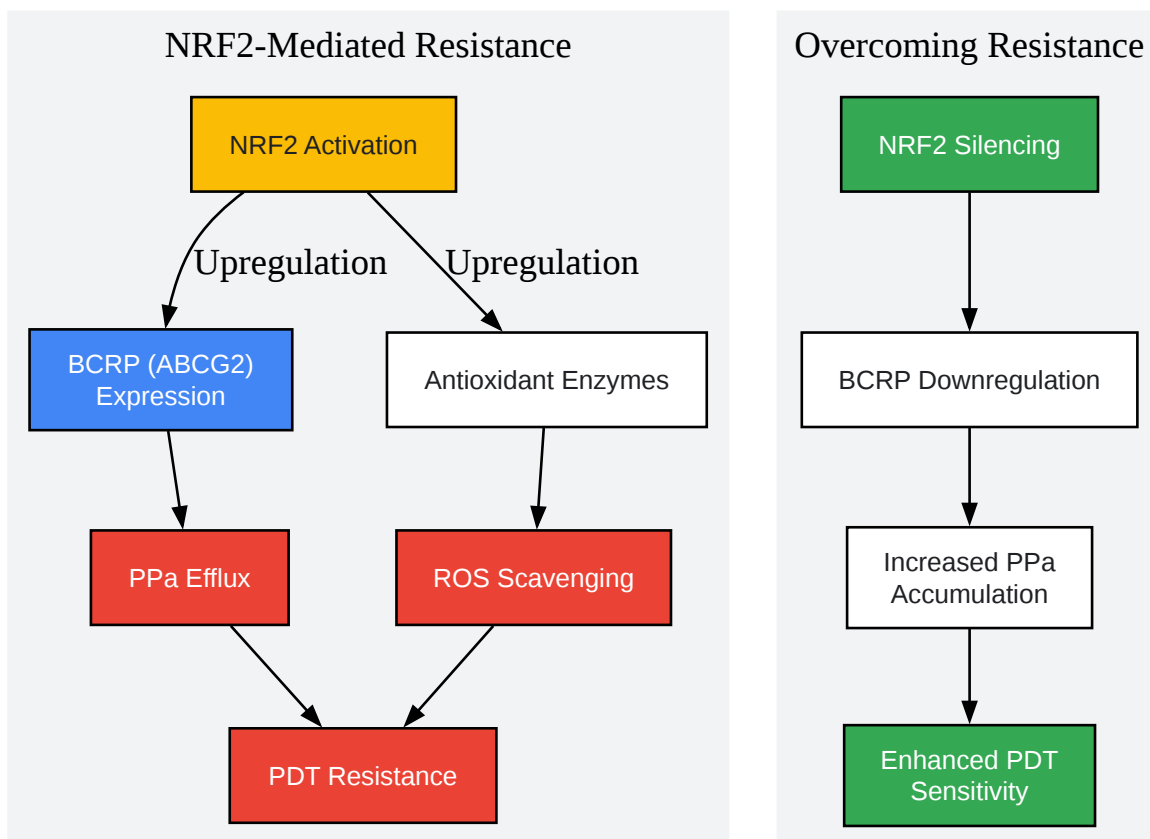 NRF2-Mediated Resistance
NRF2 Activation
Upregulation
Upregulation
BCRP (ABCG2)
Expression
Antioxidant Enzymes
PPa Efflux
ROS Scavenging
PDT Resistance
Overcoming Resistance
NRF2 Silencing
BCRP Downregulation
Increased PPa
Accumulation
Enhanced PDT
Sensitivity